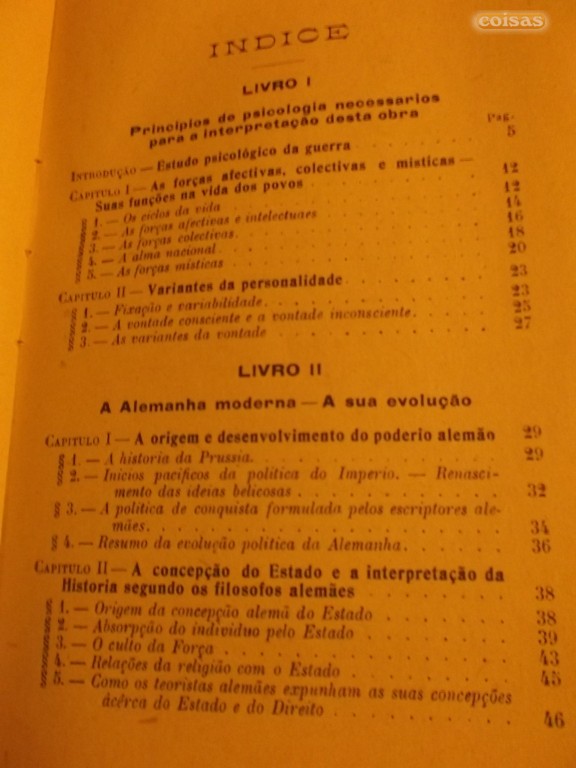 coisas
INDICE
LIVRO I
Principios de psicologia necessarios
para a interpretação desta obra
Pag.
INTRODUÇÃO — Estudo psicológico da guerra 5
CAPITULO I — As forças afectivas, colectivas e misticas —
Suas funções na vida dos povos 12
§ 1. — Os ciclos da vida 12
§ 2. — As forças afectivas e intelectuaes 14
§ 3. — As forças colectivas. 16
§ 4. — A alma nacional 18
§ 5. — As forças misticas 20
CAPITULO II — Variantes da personalidade 23
§ 1. — Fixação e variabilidade. 23
§ 2. — A vontade consciente e a vontade inconsciente. 25
§ 3. — As variantes da vontade 27
LIVRO II
A Alemanha moderna — A sua evolução
CAPITULO I — A origem e desenvolvimento do poderio alemão 29
§ 1. — A historia da Prussia. 29
§ 2. — Inicios pacificos da politica do Imperio. — Renasci-
mento das ideias belicosas 32
§ 3. — A politica de conquista formulada pelos escriptores ale-
mães. 34
§ 4. — Resumo da evolução politica da Alemanha. 36
CAPITULO II — A concepção do Estado e a interpretação da
Historia segundo os filosofos alemães 38
§ 1. — Origem da concepção alemã do Estado 38
§ 2. — Absorpção do individuo pelo Estado 39
§ 3. — O culto da Força 43
§ 4. — Relações da religião com o Estado 45
§ 5. — Como os teoristas alemães expunham as suas concepções
ácêrca do Estado e do Direito 46